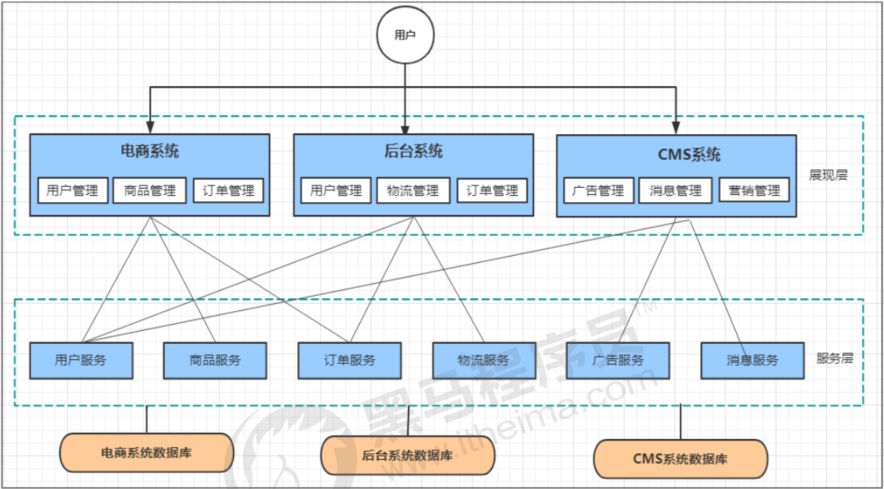 用户
电商系统
用户管理
商品管理
订单管理
后台系统
用户管理
物流管理
订单管理
CMS系统
广告管理
消息管理
营销管理
展现层
用户服务
商品服务
订单服务
物流服务
广告服务
消息服务
服务层
电商系统数据库
后台系统数据库
CMS系统数据库
黑马程序员™
www.itheima.com